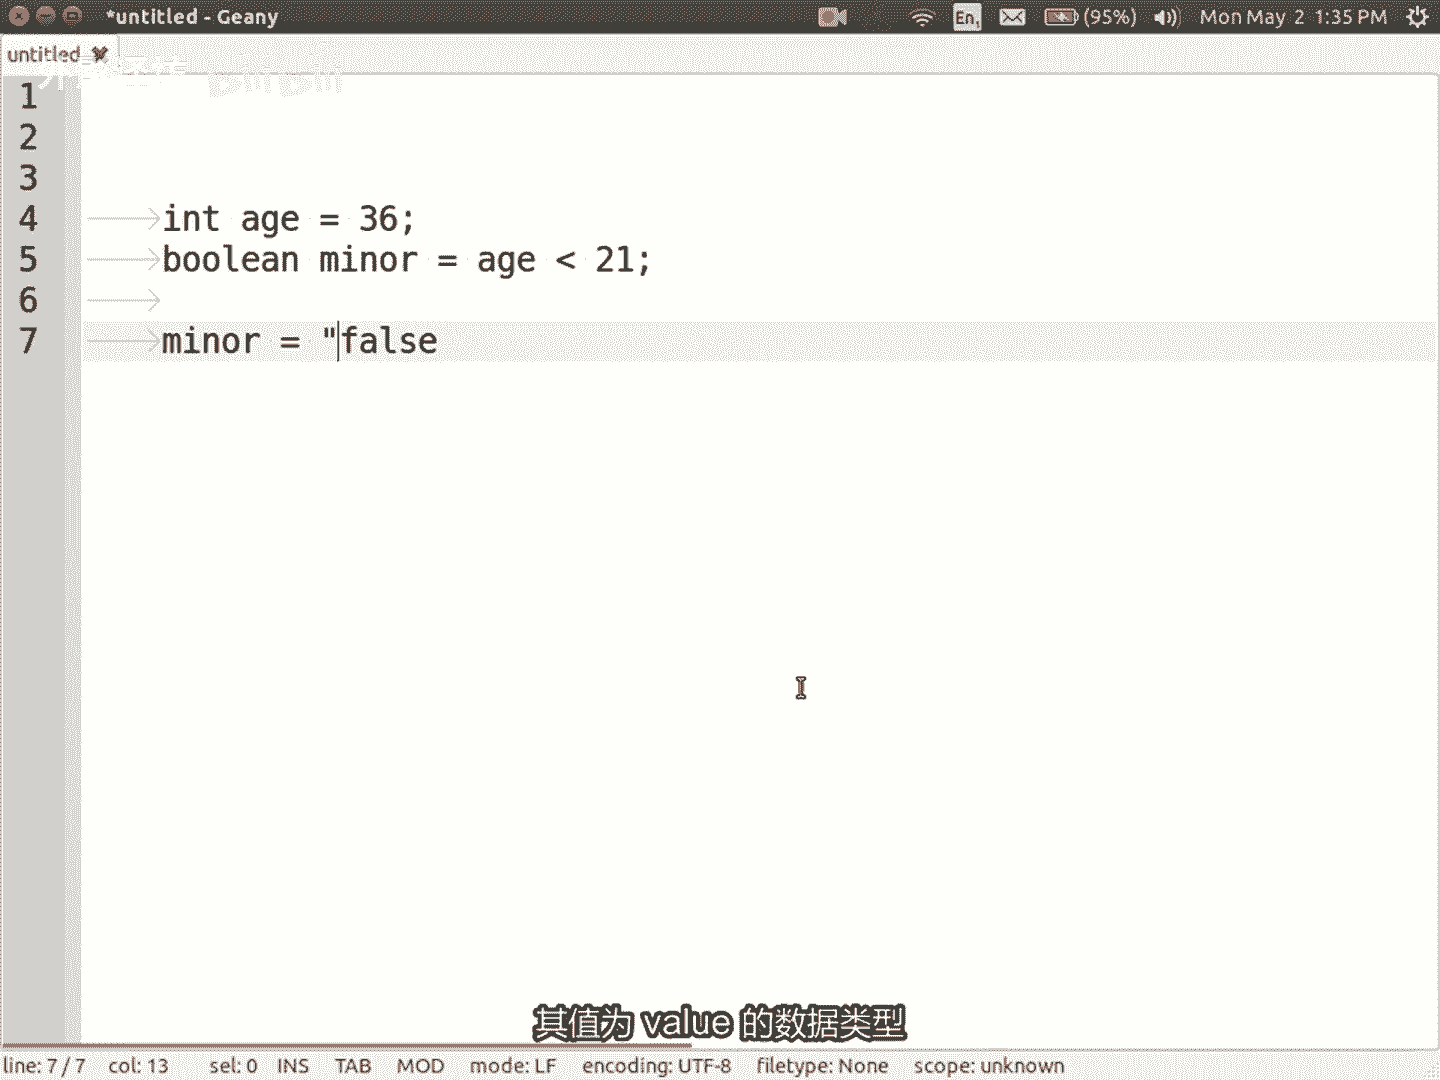 *untitled - Geany
En₁
(95%)
Mon May 2 1:35 PM
untitled
bilibili
1
2
3
4 int age = 36;
5 boolean minor = age < 21;
6
7 minor = "false
其值为 value 的数据类型
line: 7 / 7 col: 13 sel: 0 INS TAB MOD mode: LF encoding: UTF-8 filetype: None scope: unknown